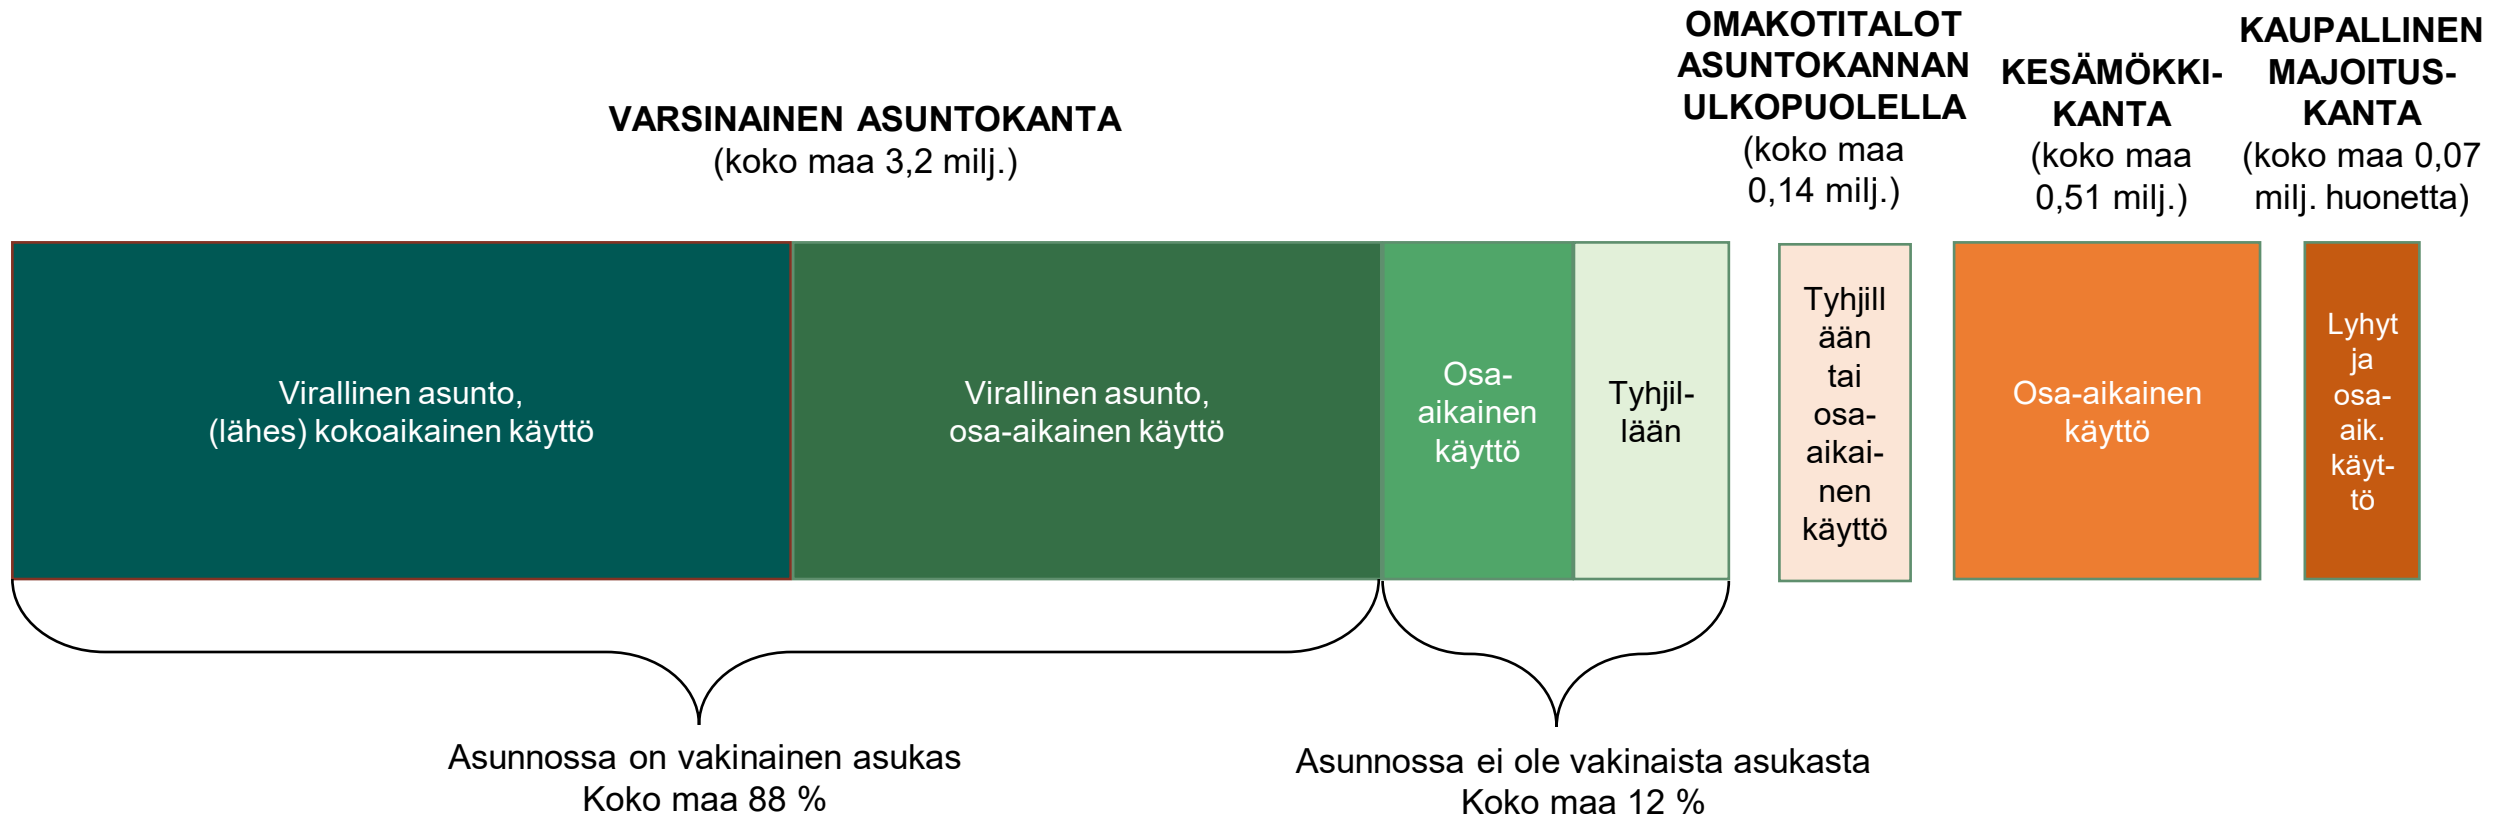 VARSINAINEN ASUNTOKANTA
(koko maa 3,2 milj.)
OMAKOTITALOT
ASUNTOKANNAN
ULKOPUOLELLA
(koko maa
0,14 milj.)
KESÄMÖKKI-
KANTA
(koko maa
0,51 milj.)
KAUPALLINEN
MAJOITUS-
KANTA
(koko maa 0,07
milj. huonetta)
Virallinen asunto,
(lähes) kokoaikainen käyttö
Virallinen asunto,
osa-aikainen käyttö
Osa-
aikainen
käyttö
Tyhjil-
lään
Tyhjill
ään
tai
osa-
aikai-
nen
käyttö
Osa-aikainen
käyttö
Lyhyt
ja
osa-
aik.
käyt-
tö
Asunnossa on vakinainen asukas
Koko maa 88 %
Asunnossa ei ole vakinaista asukasta
Koko maa 12 %